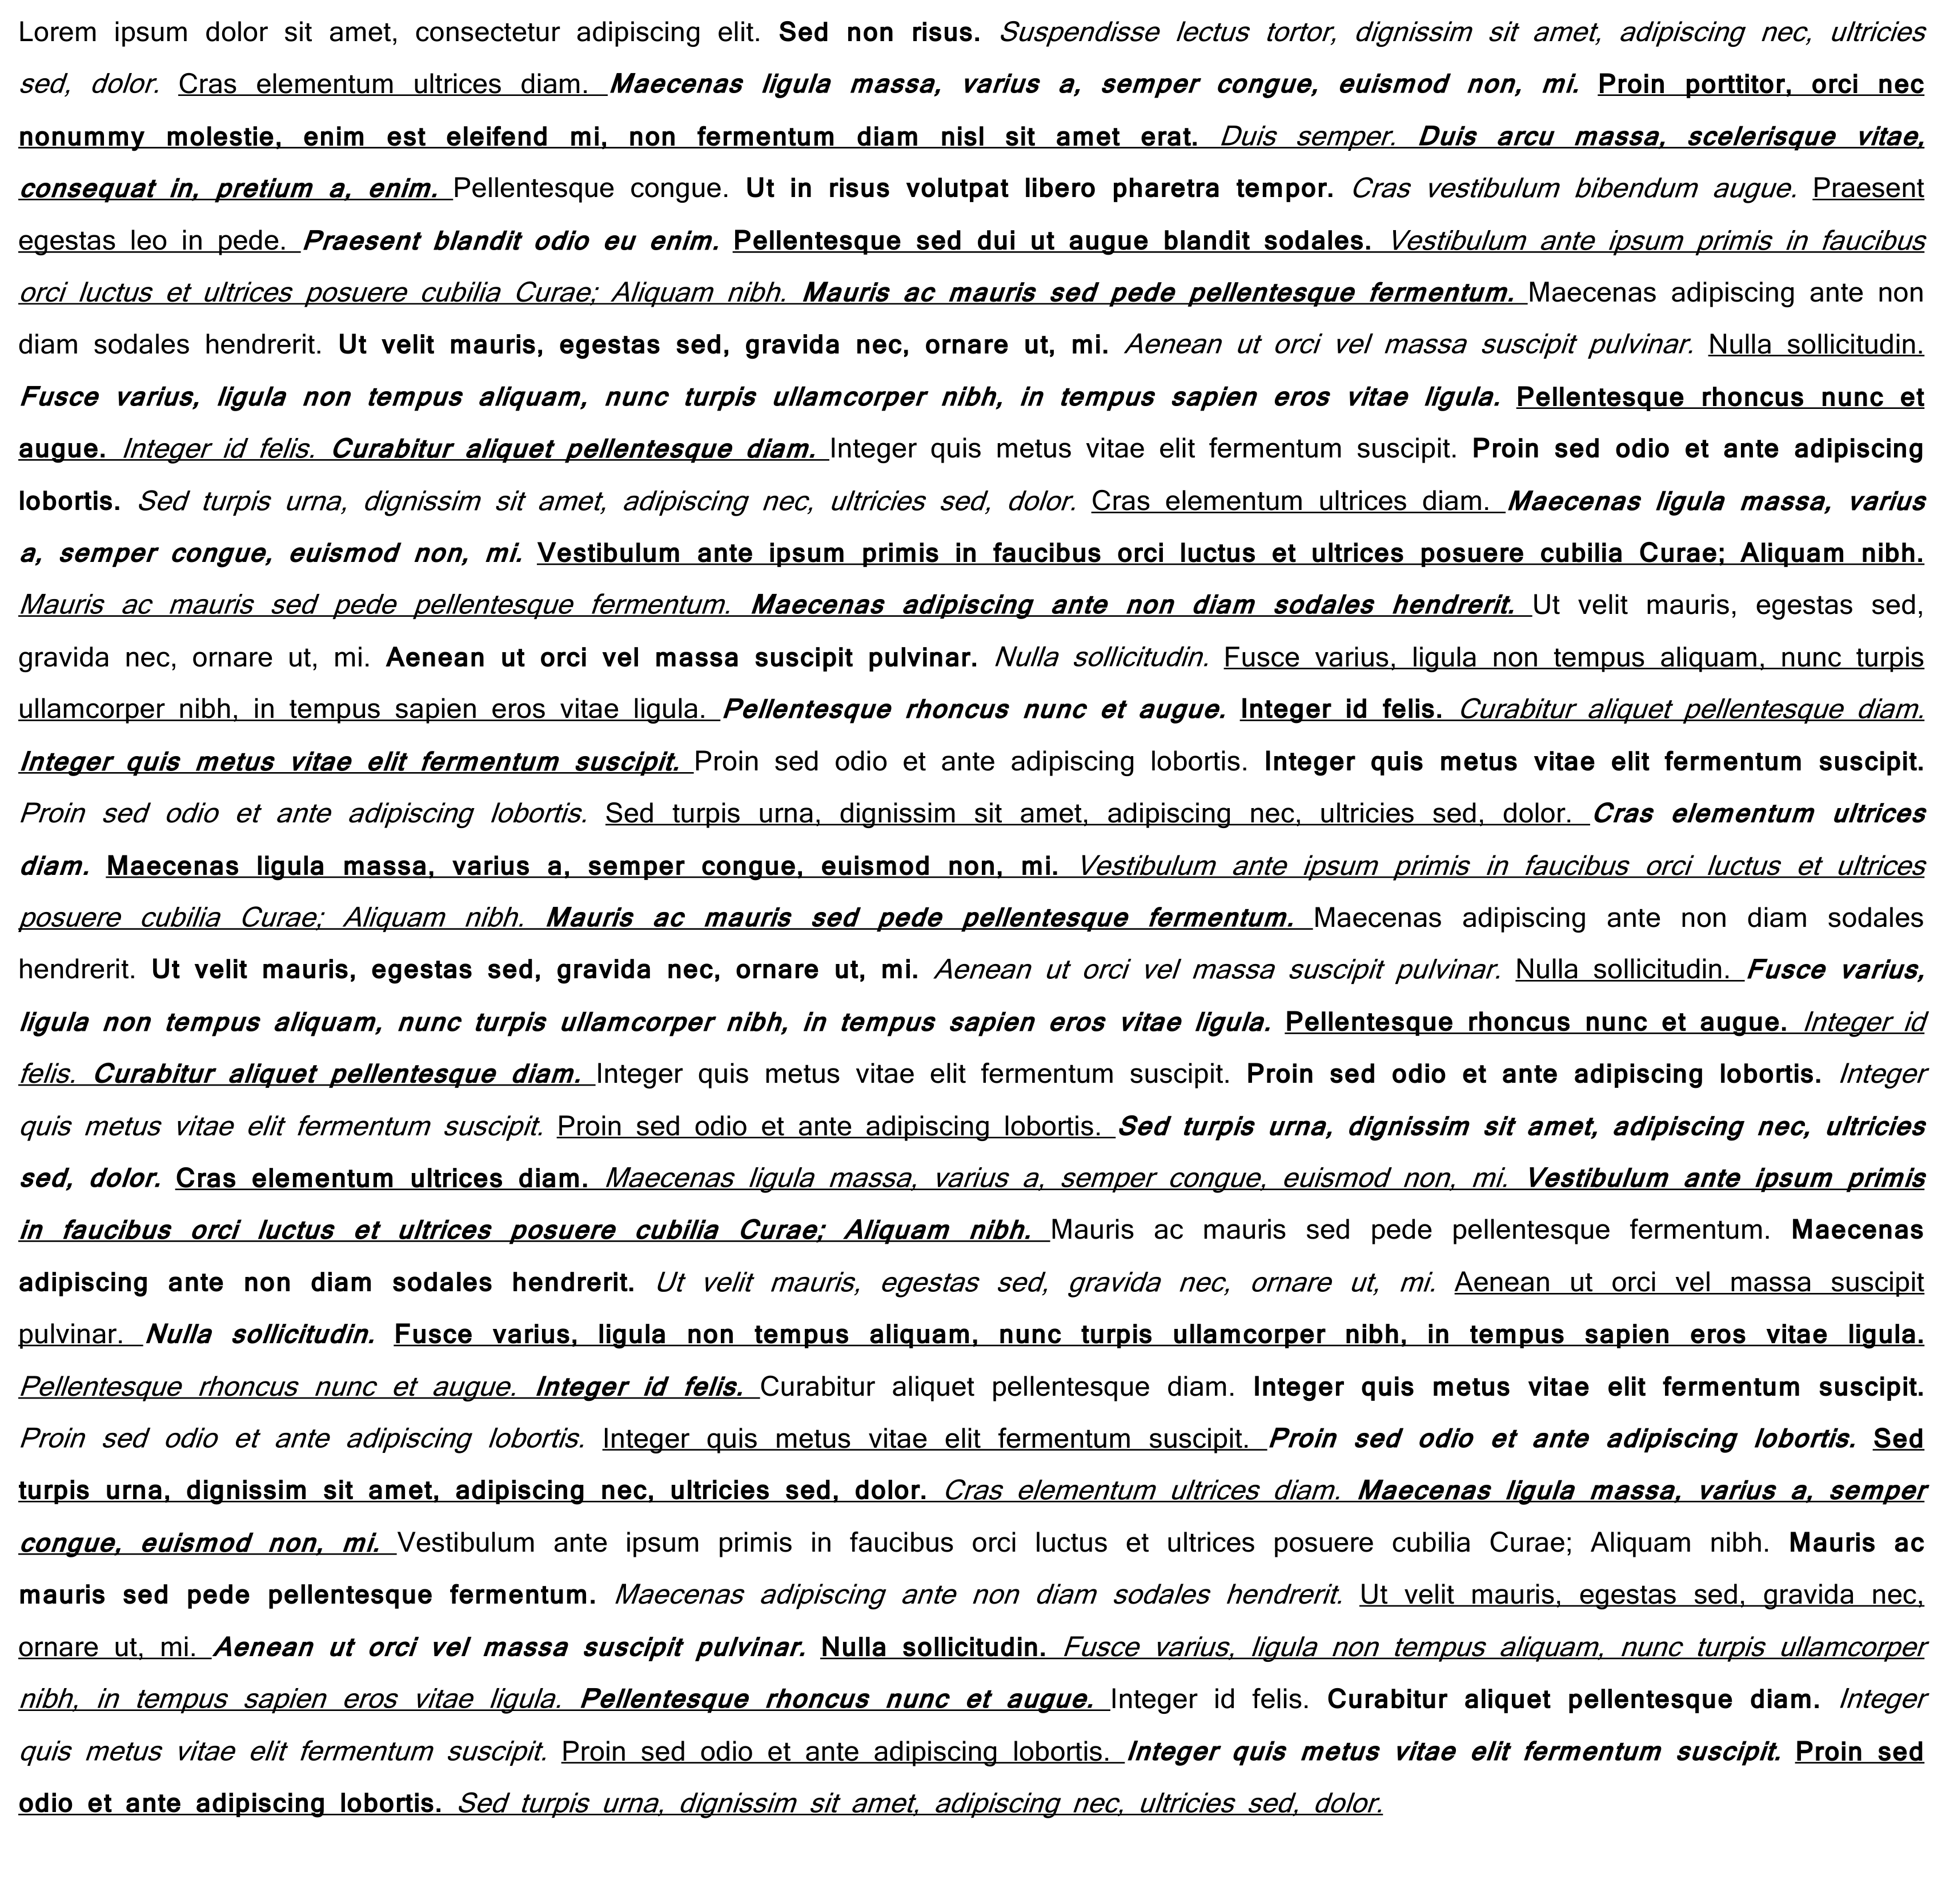 Lorem ipsum dolor sit amet, consectetur adipiscing elit. Sed non risus. Suspendisse lectus tortor, dignissim sit amet, adipiscing nec, ultricies
sed, dolor. Cras elementum ultrices diam. Maecenas ligula massa, varius a, semper congue, euismod non, mi. Proin porttitor, orci nec
nonummy molestie, enim est eleifend mi, non fermentum diam nisl sit amet erat. Duis semper. Duis arcu massa, scelerisque vitae,
consequat in, pretium a, enim. Pellentesque congue. Ut in risus volutpat libero pharetra tempor. Cras vestibulum bibendum augue. Praesent
egestas leo in pede. Praesent blandit odio eu enim. Pellentesque sed dui ut augue blandit sodales. Vestibulum ante ipsum primis in faucibus
orci luctus et ultrices posuere cubilia Curae; Aliquam nibh. Mauris ac mauris sed pede pellentesque fermentum. Maecenas adipiscing ante non
diam sodales hendrerit. Ut velit mauris, egestas sed, gravida nec, ornare ut, mi. Aenean ut orci vel massa suscipit pulvinar. Nulla sollicitudin.
Fusce varius, ligula non tempus aliquam, nunc turpis ullamcorper nibh, in tempus sapien eros vitae ligula. Pellentesque rhoncus nunc et
augue. Integer id felis. Curabitur aliquet pellentesque diam. Integer quis metus vitae elit fermentum suscipit. Proin sed odio et ante adipiscing
lobortis. Sed turpis urna, dignissim sit amet, adipiscing nec, ultricies sed, dolor. Cras elementum ultrices diam. Maecenas ligula massa, varius
a, semper congue, euismod non, mi. Vestibulum ante ipsum primis in faucibus orci luctus et ultrices posuere cubilia Curae; Aliquam nibh.
Mauris ac mauris sed pede pellentesque fermentum. Maecenas adipiscing ante non diam sodales hendrerit. Ut velit mauris, egestas sed,
gravida nec, ornare ut, mi. Aenean ut orci vel massa suscipit pulvinar. Nulla sollicitudin. Fusce varius, ligula non tempus aliquam, nunc turpis
ullamcorper nibh, in tempus sapien eros vitae ligula. Pellentesque rhoncus nunc et augue. Integer id felis. Curabitur aliquet pellentesque diam.
Integer quis metus vitae elit fermentum suscipit. Proin sed odio et ante adipiscing lobortis. Integer quis metus vitae elit fermentum suscipit.
Proin sed odio et ante adipiscing lobortis. Sed turpis urna, dignissim sit amet, adipiscing nec, ultricies sed, dolor. Cras elementum ultrices
diam. Maecenas ligula massa, varius a, semper congue, euismod non, mi. Vestibulum ante ipsum primis in faucibus orci luctus et ultrices
posuere cubilia Curae; Aliquam nibh. Mauris ac mauris sed pede pellentesque fermentum. Maecenas adipiscing ante non diam sodales
hendrerit. Ut velit mauris, egestas sed, gravida nec, ornare ut, mi. Aenean ut orci vel massa suscipit pulvinar. Nulla sollicitudin. Fusce varius,
ligula non tempus aliquam, nunc turpis ullamcorper nibh, in tempus sapien eros vitae ligula. Pellentesque rhoncus nunc et augue. Integer id
felis. Curabitur aliquet pellentesque diam. Integer quis metus vitae elit fermentum suscipit. Proin sed odio et ante adipiscing lobortis. Integer
quis metus vitae elit fermentum suscipit. Proin sed odio et ante adipiscing lobortis. Sed turpis urna, dignissim sit amet, adipiscing nec, ultricies
sed, dolor. Cras elementum ultrices diam. Maecenas ligula massa, varius a, semper congue, euismod non, mi. Vestibulum ante ipsum primis
in faucibus orci luctus et ultrices posuere cubilia Curae; Aliquam nibh. Mauris ac mauris sed pede pellentesque fermentum. Maecenas
adipiscing ante non diam sodales hendrerit. Ut velit mauris, egestas sed, gravida nec, ornare ut, mi. Aenean ut orci vel massa suscipit
pulvinar. Nulla sollicitudin. Fusce varius, ligula non tempus aliquam, nunc turpis ullamcorper nibh, in tempus sapien eros vitae ligula.
Pellentesque rhoncus nunc et augue. Integer id felis. Curabitur aliquet pellentesque diam. Integer quis metus vitae elit fermentum suscipit.
Proin sed odio et ante adipiscing lobortis. Integer quis metus vitae elit fermentum suscipit. Proin sed odio et ante adipiscing lobortis. Sed
turpis urna, dignissim sit amet, adipiscing nec, ultricies sed, dolor. Cras elementum ultrices diam. Maecenas ligula massa, varius a, semper
congue, euismod non, mi. Vestibulum ante ipsum primis in faucibus orci luctus et ultrices posuere cubilia Curae; Aliquam nibh. Mauris ac
mauris sed pede pellentesque fermentum. Maecenas adipiscing ante non diam sodales hendrerit. Ut velit mauris, egestas sed, gravida nec,
ornare ut, mi. Aenean ut orci vel massa suscipit pulvinar. Nulla sollicitudin. Fusce varius, ligula non tempus aliquam, nunc turpis ullamcorper
nibh, in tempus sapien eros vitae ligula. Pellentesque rhoncus nunc et augue. Integer id felis. Curabitur aliquet pellentesque diam. Integer
quis metus vitae elit fermentum suscipit. Proin sed odio et ante adipiscing lobortis. Integer quis metus vitae elit fermentum suscipit. Proin sed
odio et ante adipiscing lobortis. Sed turpis urna, dignissim sit amet, adipiscing nec, ultricies sed, dolor.